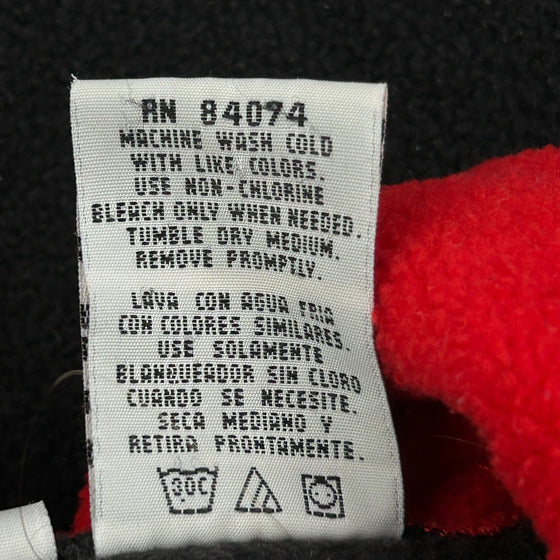 RN 84094
MACHINE WASH COLD
WITH LIKE COLORS.
USE NON-CHLORINE
BLEACH ONLY WHEN NEEDED.
TUMBLE DRY MEDIUM.
REMOVE PROMPTLY.
LAVA CON AGUA FRIA
CON COLORES SIMILARES.
USE SOLAMENTE
BLANQUEADOR SIN CLORO
CUANDO SE NECESITE.
SECA MEDIANO Y
RETIRA PRONTAMENTE.